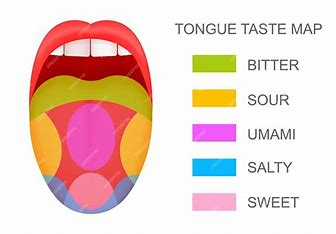 TONGUE TASTE MAP
BITTER
SOUR
UMAMI
SALTY
SWEET